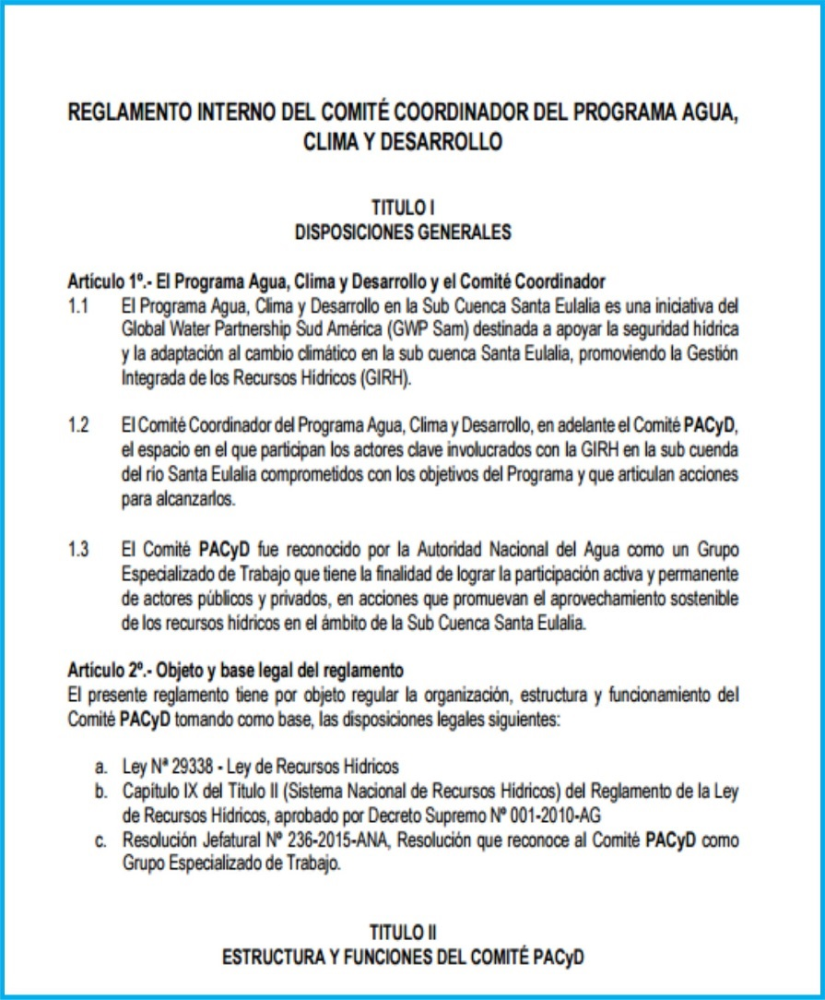 REGLAMENTO INTERNO DEL COMITÉ COORDINADOR DEL PROGRAMA AGUA,
CLIMA Y DESARROLLO
TITULO I
DISPOSICIONES GENERALES
Artículo 1º.- El Programa Agua, Clima y Desarrollo y el Comité Coordinador
1.1 El Programa Agua, Clima y Desarrollo en la Sub Cuenca Santa Eulalia es una iniciativa del
Global Water Partnership Sud América (GWP Sam) destinada a apoyar la seguridad hídrica
y la adaptación al cambio climático en la sub cuenca Santa Eulalia, promoviendo la Gestión
Integrada de los Recursos Hídricos (GIRH).
1.2 El Comité Coordinador del Programa Agua, Clima y Desarrollo, en adelante el Comité PACyD,
el espacio en el que participan los actores clave involucrados con la GIRH en la sub cuenda
del río Santa Eulalia comprometidos con los objetivos del Programa y que articulan acciones
para alcanzarlos.
1.3 El Comité PACyD fue reconocido por la Autoridad Nacional del Agua como un Grupo
Especializado de Trabajo que tiene la finalidad de lograr la participación activa y permanente
de actores públicos y privados, en acciones que promuevan el aprovechamiento sostenible
de los recursos hídricos en el ámbito de la Sub Cuenca Santa Eulalia.
Artículo 2º.- Objeto y base legal del reglamento
El presente reglamento tiene por objeto regular la organización, estructura y funcionamiento del
Comité PACyD tomando como base, las disposiciones legales siguientes:
a. Ley Nª 29338 - Ley de Recursos Hídricos
b. Capítulo IX del Título II (Sistema Nacional de Recursos Hídricos) del Reglamento de la Ley
de Recursos Hídricos, aprobado por Decreto Supremo Nº 001-2010-AG
c. Resolución Jefatural Nº 236-2015-ANA, Resolución que reconoce al Comité PACyD como
Grupo Especializado de Trabajo.
TITULO II
ESTRUCTURA Y FUNCIONES DEL COMITÉ PACyD